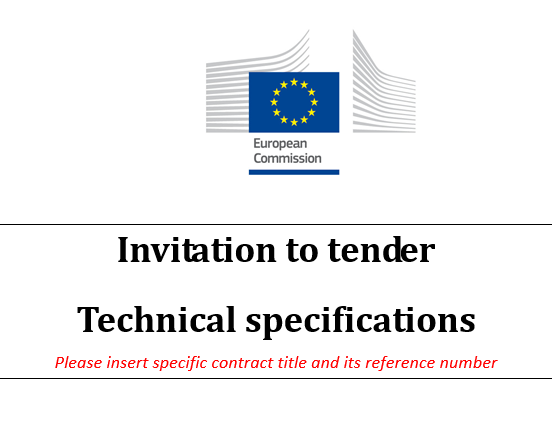 European
Commission
Invitation to tender
Technical specifications
Please insert specific contract title and its reference number